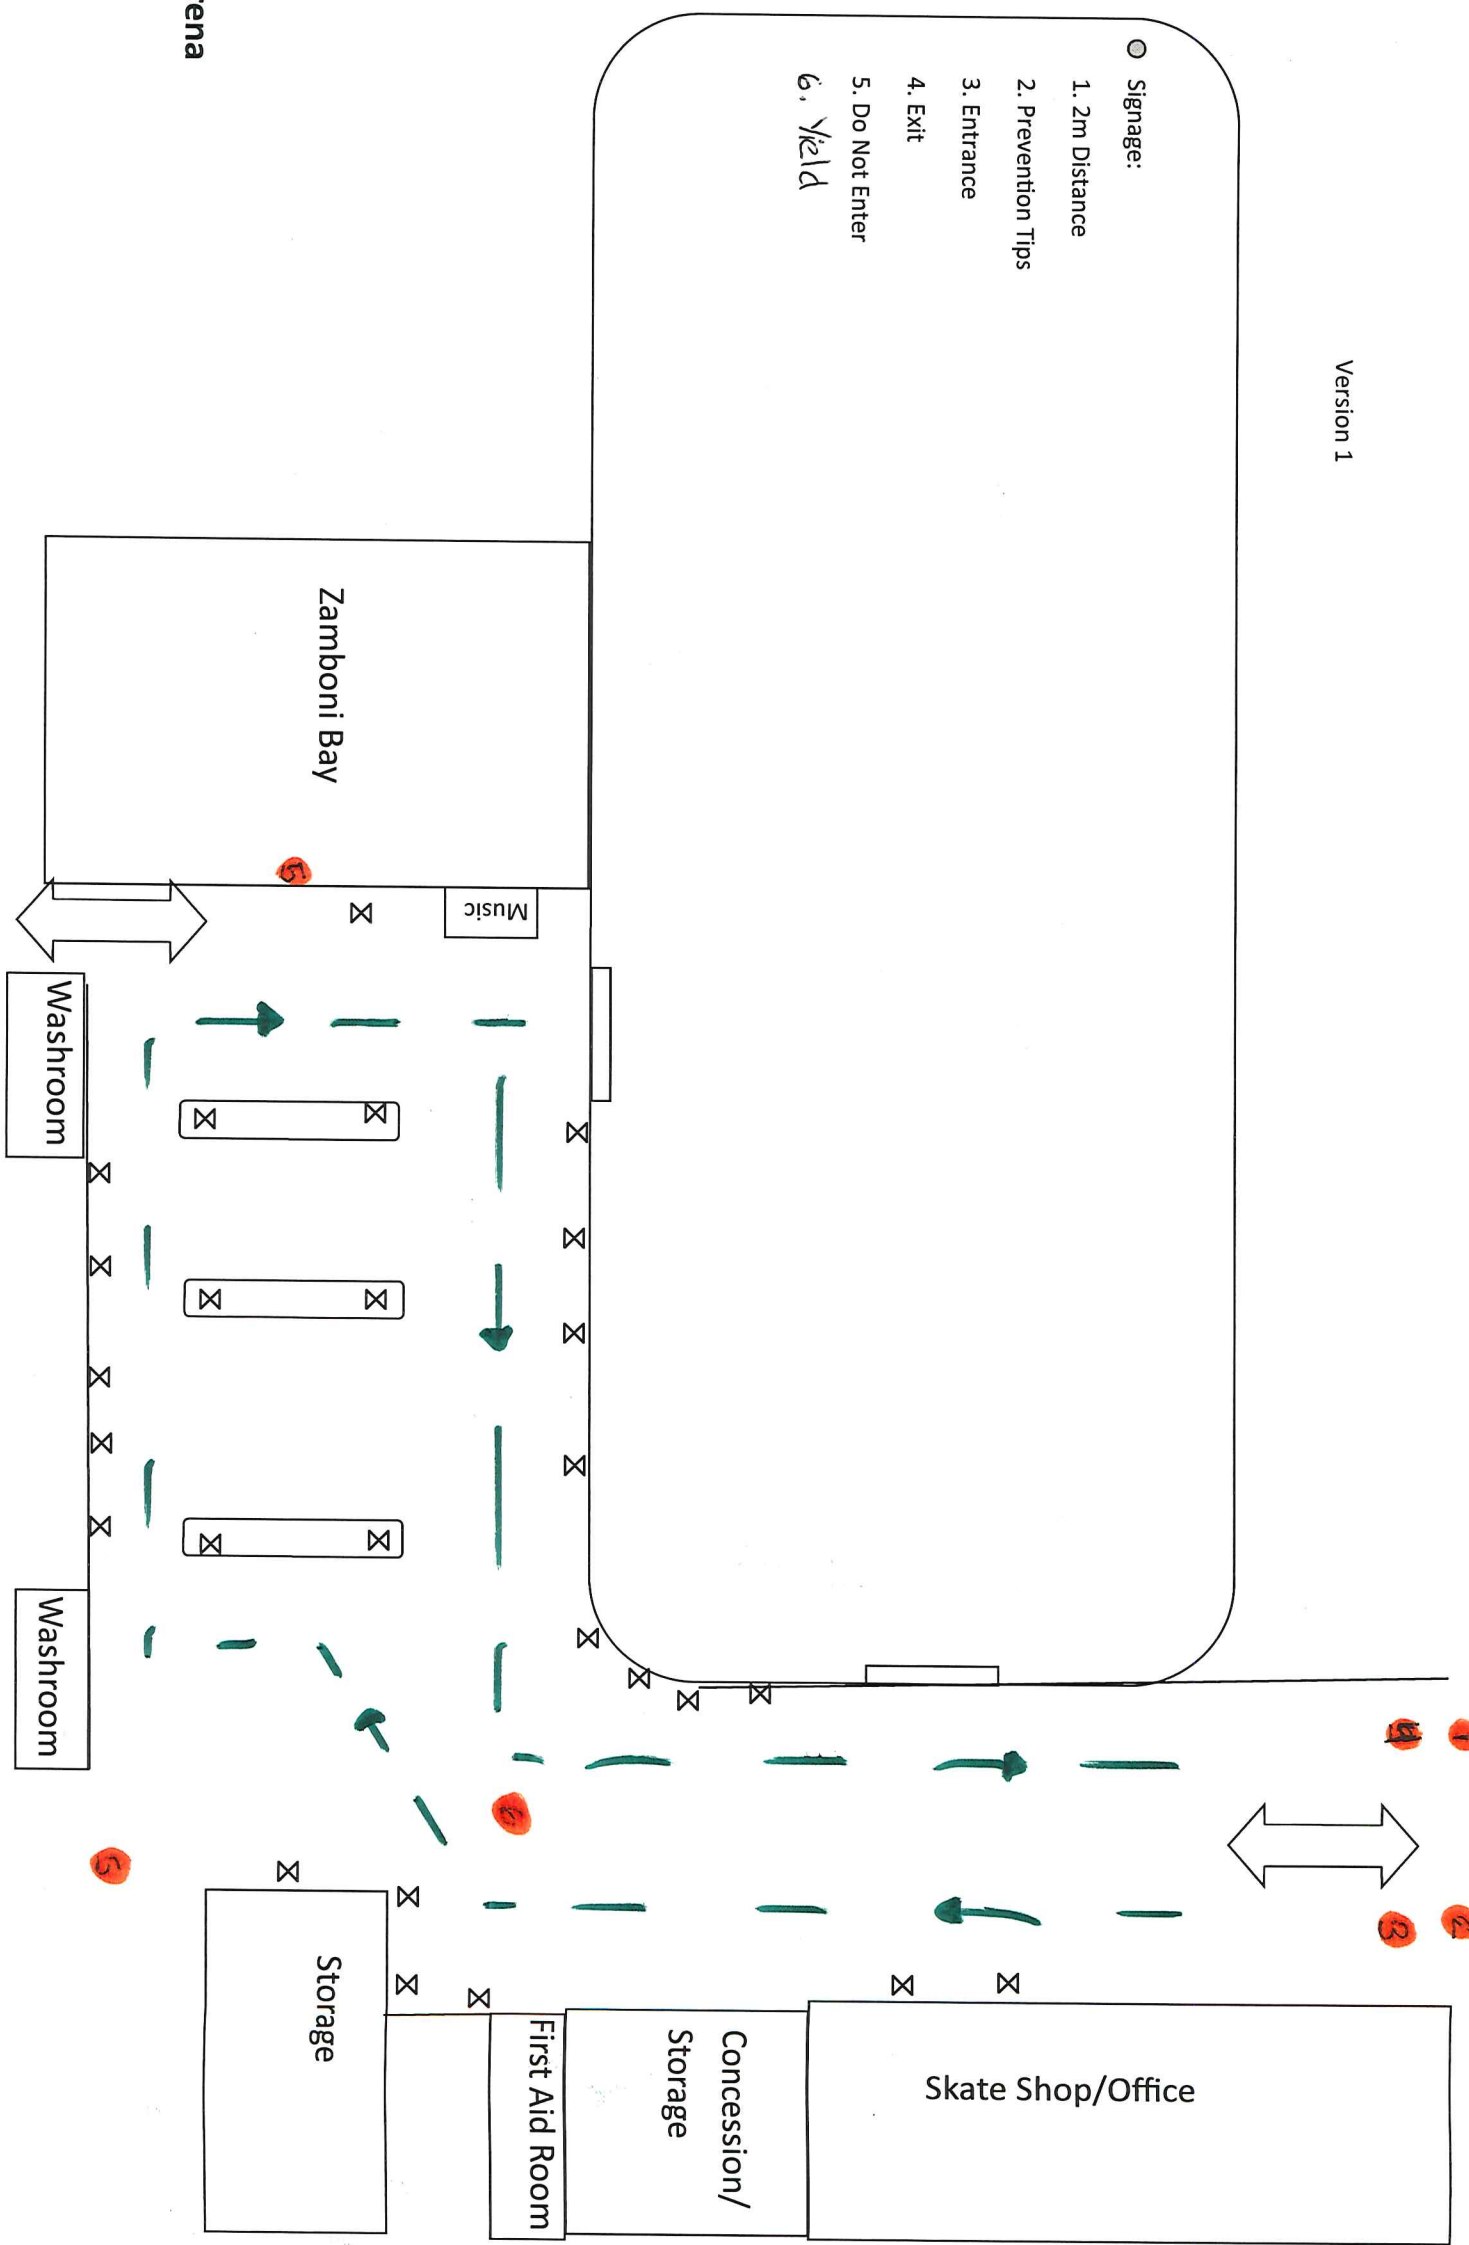 ena
Version 1
Signage:
1. 2m Distance
2. Prevention Tips
3. Entrance
4. Exit
5. Do Not Enter
6. Yield
Zamboni Bay
5
Music
Washroom
Washroom
4
1
3
2
6
5
Storage
First Aid Room
Concession/
Storage
Skate Shop/Office